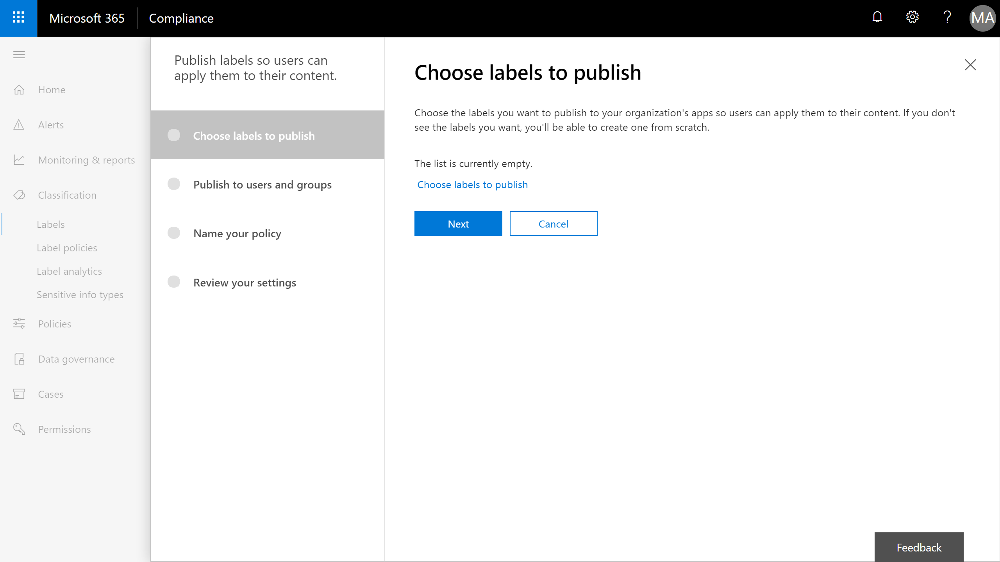 Microsoft 365
Compliance
MA
Home
Alerts
Monitoring & reports
Classification
Labels
Label policies
Label analytics
Sensitive info types
Policies
Data governance
Cases
Permissions
Publish labels so users can
apply them to their content.
Choose labels to publish
Publish to users and groups
Name your policy
Review your settings
Choose labels to publish
Choose the labels you want to publish to your organization's apps so users can apply them to their content. If you don't
see the labels you want, you'll be able to create one from scratch.
The list is currently empty.
Choose labels to publish
Next
Cancel
Feedback